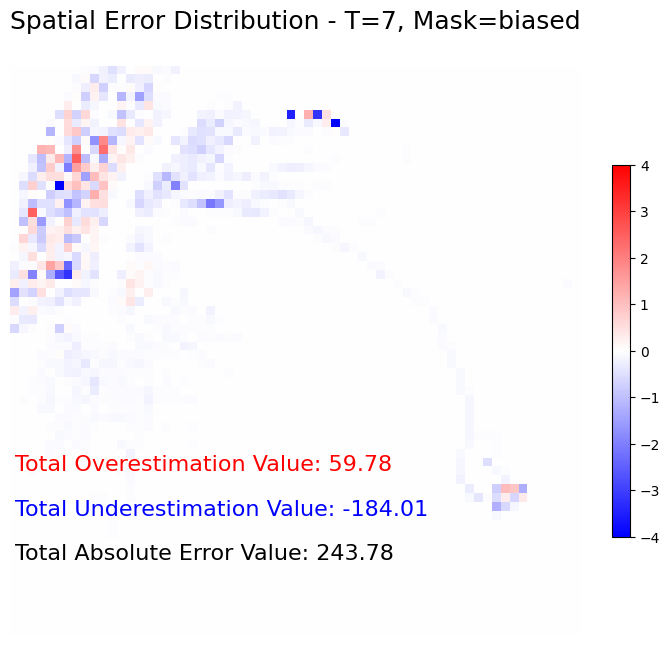 Spatial Error Distribution - T=7, Mask=biased
4
3
2
1
0
−1
−2
−3
−4
Total Overestimation Value: 59.78
Total Underestimation Value: -184.01
Total Absolute Error Value: 243.78